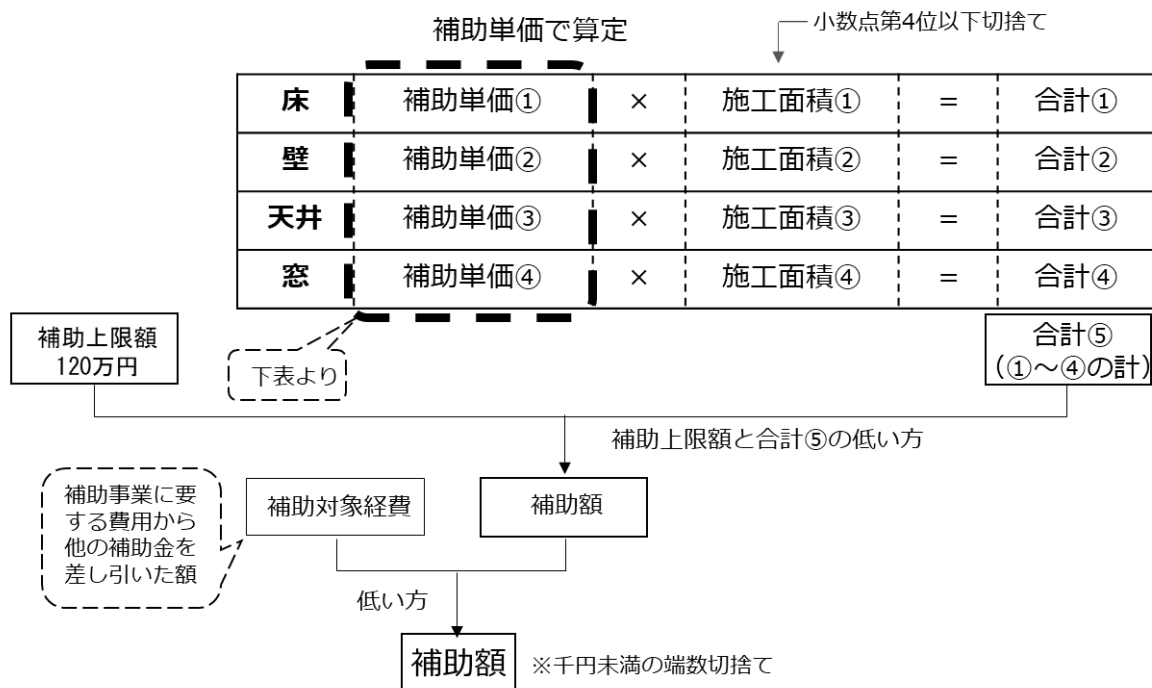 補助単価で算定
小数点第4位以下切捨て
床 補助単価① × 施工面積① = 合計①
壁 補助単価② × 施工面積② = 合計②
天井 補助単価③ × 施工面積③ = 合計③
窓 補助単価④ × 施工面積④ = 合計④
補助上限額
120万円
下表より
合計⑤
(①～④の計)
補助上限額と合計⑤の低い方
補助事業に要
する費用から
他の補助金を
差し引いた額
補助対象経費
補助額
低い方
補助額 ※千円未満の端数切捨て